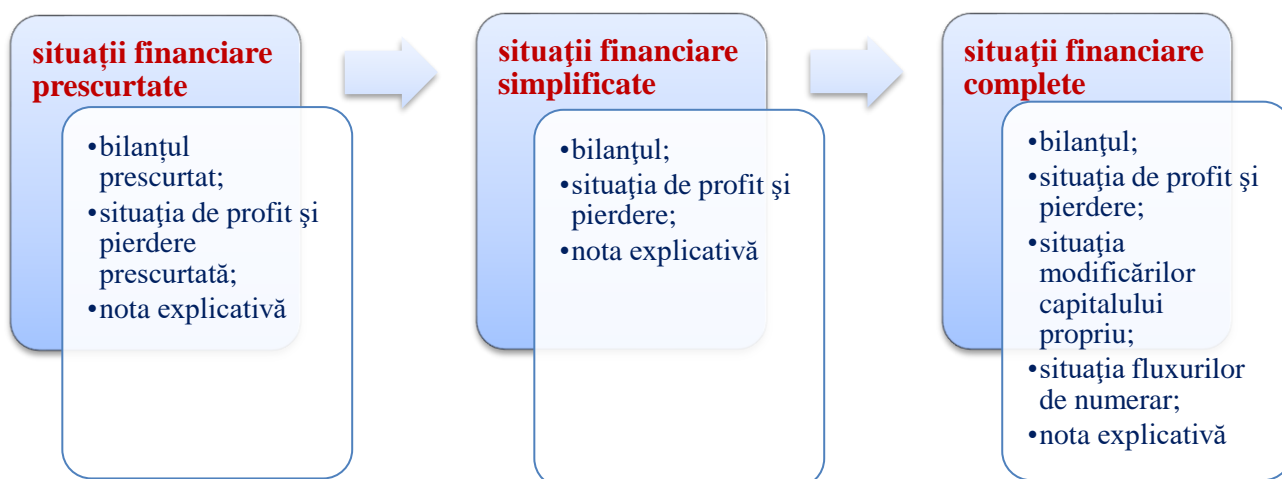 situații financiare
prescurtate
•bilanțul
prescurtat;
•situaţia de profit şi
pierdere
prescurtată;
•nota explicativă
situaţii financiare
simplificate
•bilanţul;
•situaţia de profit şi
pierdere;
•nota explicativă
situaţii financiare
complete
•bilanţul;
•situaţia de profit şi
pierdere;
•situaţia
modificărilor
capitalului
propriu;
•situaţia fluxurilor
de numerar;
•nota explicativă